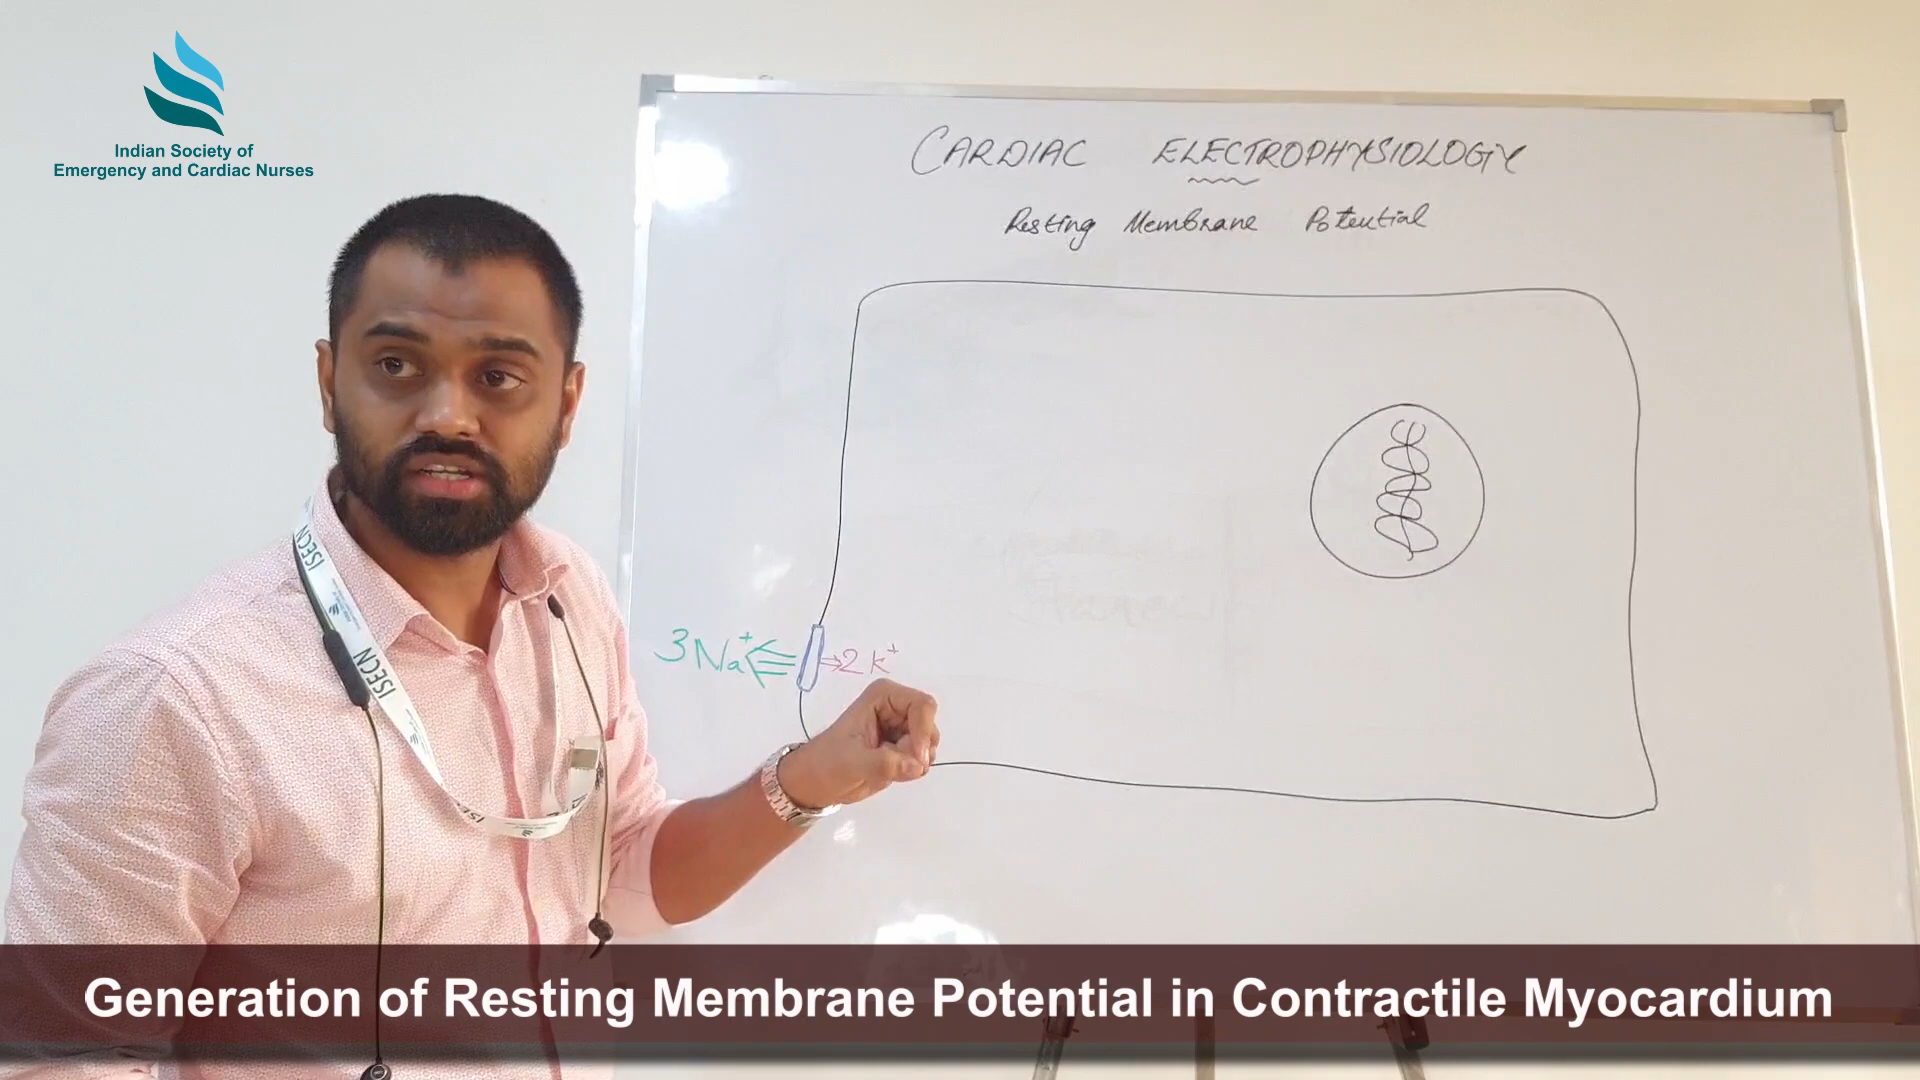 Indian Society of
Emergency and Cardiac Nurses
CARDIAC ELECTROPHYSIOLOGY
Resting Membrane Potential
3Na+
2K+
ISECN
ISECN
Generation of Resting Membrane Potential in Contractile Myocardium